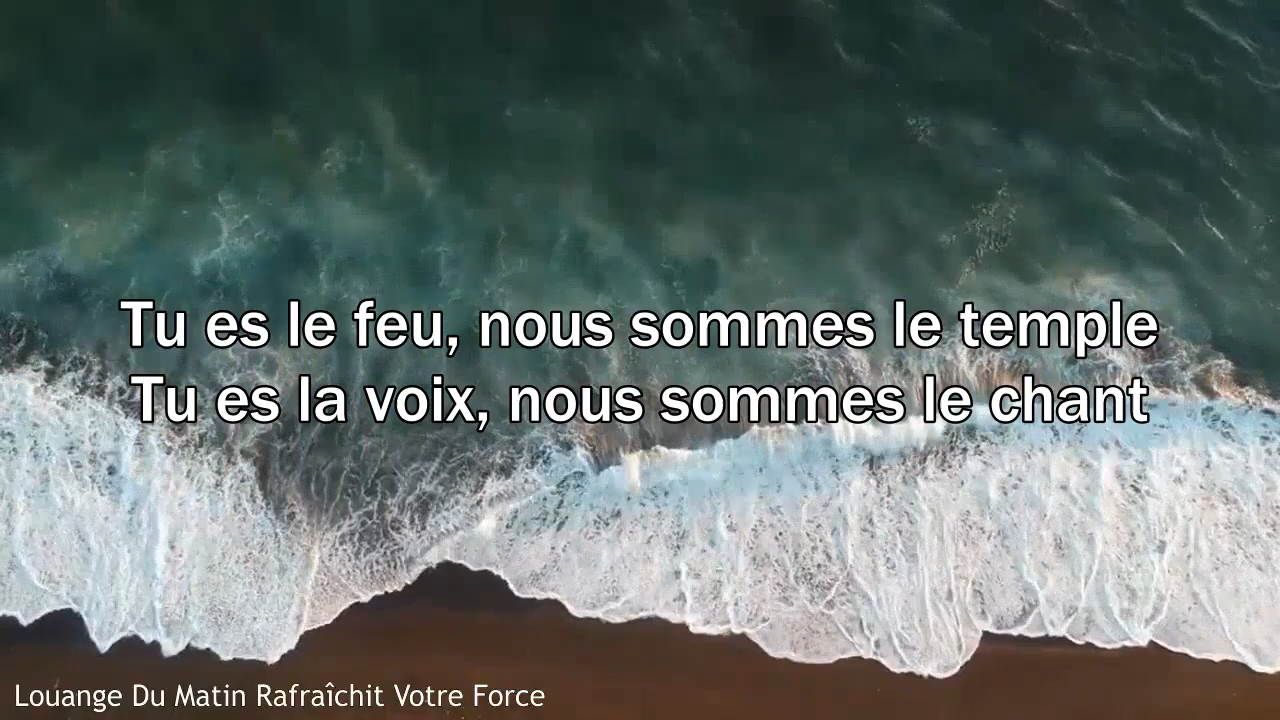 Tu es le feu, nous sommes le temple
Tu es la voix, nous sommes le chant
Louange Du Matin Rafraîchit Votre Force